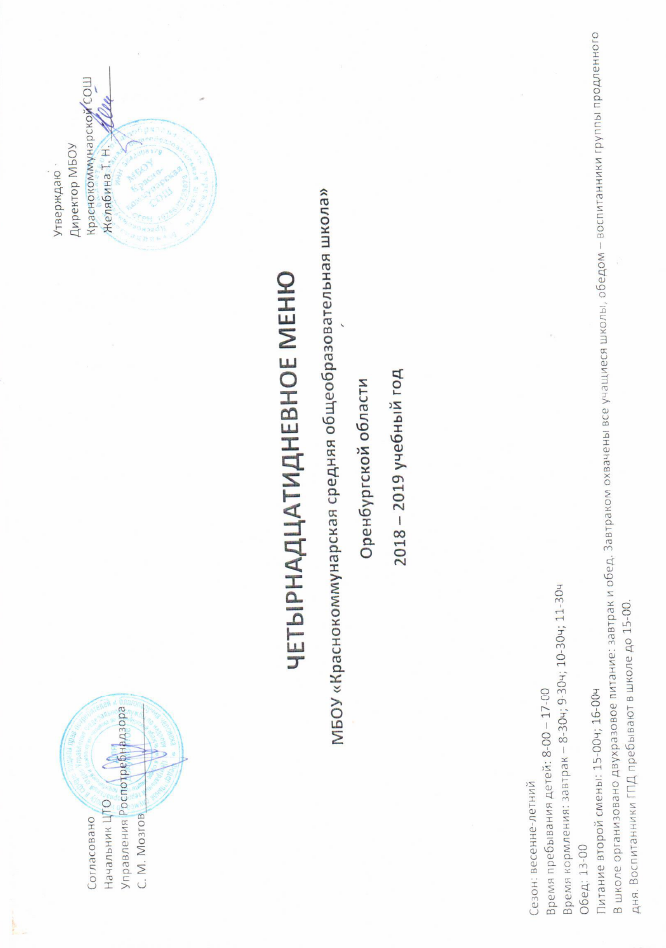 Согласовано
Начальник ЦТО
Управления Роспотребнадзора
С. М. Мозгов
Утверждаю
Директор МБОУ
Краснокоммунарской СОШ
Желябина Т. Н.
МБОУ
Красно-
коммунарская
СОШ
ЧЕТЫРНАДЦАТИДНЕВНОЕ МЕНЮ
МБОУ «Краснокоммунарская средняя общеобразовательная школа»
Оренбургской области
2018 – 2019 учебный год
Сезон: весенне-летний
Время пребывания детей: 8-00 – 17-00
Время кормления: завтрак – 8-30ч; 9-30ч; 10-30ч; 11-30ч
Обед: 13-00
Питание второй смены: 15-00ч; 16-00ч
В школе организовано двухразовое питание: завтрак и обед. Завтраком охвачены все учащиеся школы, обедом – воспитанники группы продленного
дня. Воспитанники ГПД пребывают в школе до 15-00.